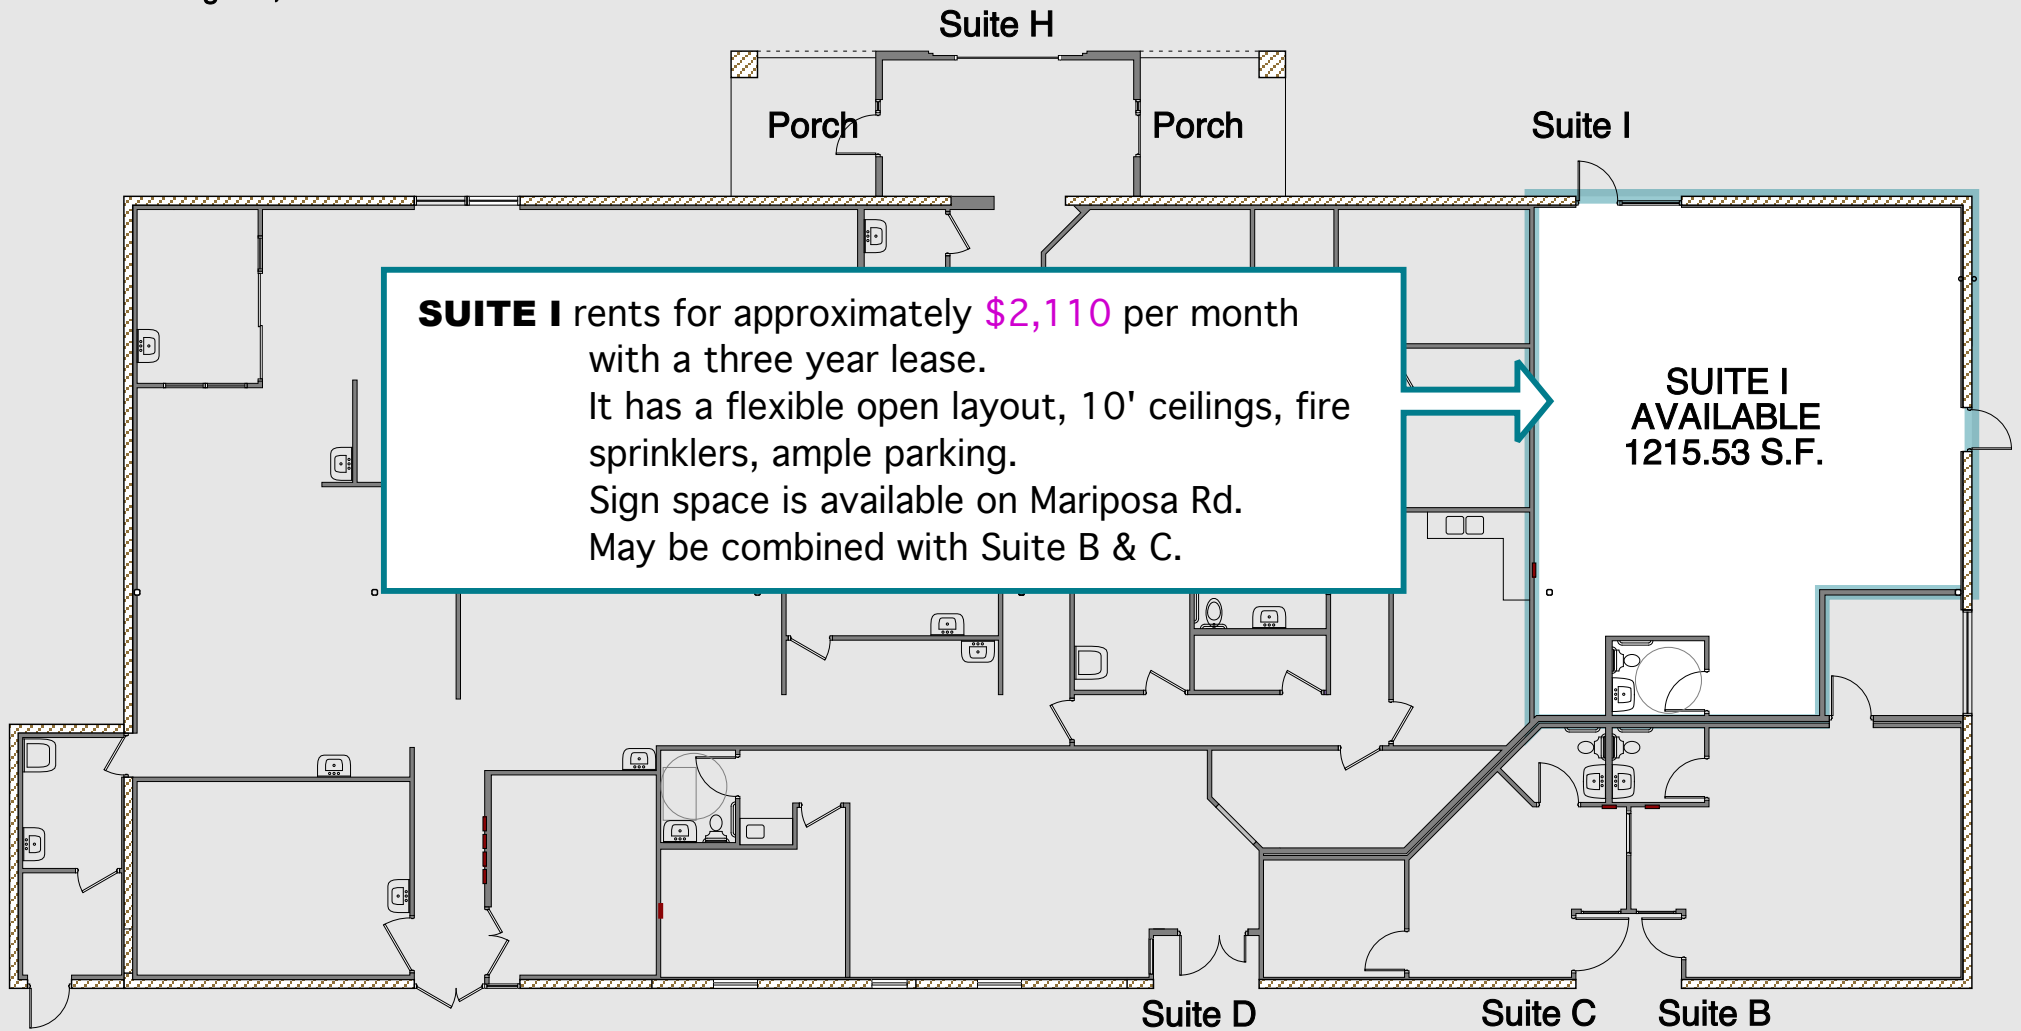 Suite H
Porch
Porch
Suite I
SUITE I rents for approximately $2,110 per month
with a three year lease.
It has a flexible open layout, 10' ceilings, fire
sprinklers, ample parking.
Sign space is available on Mariposa Rd.
May be combined with Suite B & C.
SUITE I
AVAILABLE
1215.53 S.F.
Suite D
Suite C
Suite B